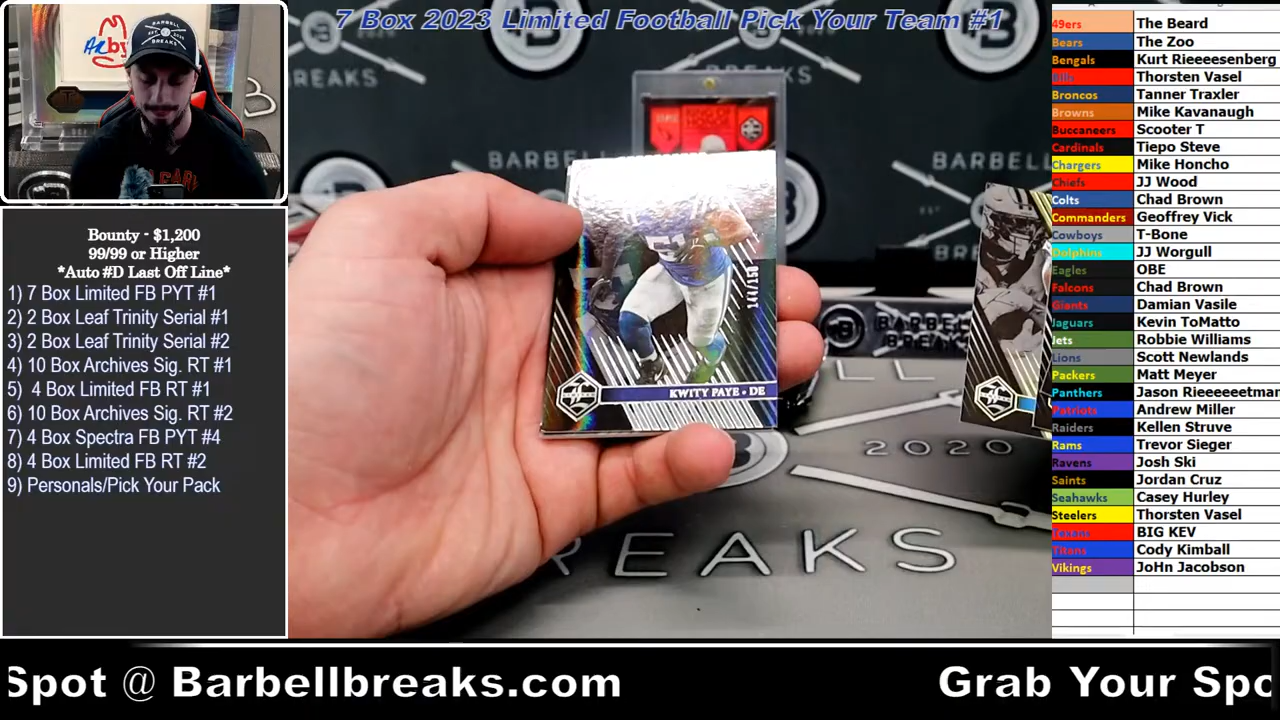 7 Box 2023 Limited Football Pick Your Team #1
BARBELL
EST 2020
BREAKS
Bounty - $1,200
99/99 or Higher
*Auto #D Last Off Line*
1) 7 Box Limited FB PYT #1
2) 2 Box Leaf Trinity Serial #1
3) 2 Box Leaf Trinity Serial #2
4) 10 Box Archives Sig. RT #1
5) 4 Box Limited FB RT #1
6) 10 Box Archives Sig. RT #2
7) 4 Box Spectra FB PYT #4
8) 4 Box Limited FB RT #2
9) Personals/Pick Your Pack
BREAKS
BARBELL
144/150
LIMITED
KWITY PAYE • DE
2020
BREAKS
49ers The Beard
Bears The Zoo
Bengals Kurt Rieeeesenberg
Bills Thorsten Vasel
Broncos Tanner Traxler
Browns Mike Kavanaugh
Buccaneers Scooter T
Cardinals Tiepo Steve
Chargers Mike Honcho
Chiefs JJ Wood
Colts Chad Brown
Commanders Geoffrey Vick
Cowboys T-Bone
Dolphins JJ Worgull
Eagles OBE
Falcons Chad Brown
Giants Damian Vasile
Jaguars Kevin ToMatto
Jets Robbie Williams
Lions Scott Newlands
Packers Matt Meyer
Panthers Jason Rieeeeetmar
Patriots Andrew Miller
Raiders Kellen Struve
Rams Trevor Sieger
Ravens Josh Ski
Saints Jordan Cruz
Seahawks Casey Hurley
Steelers Thorsten Vasel
Texans BIG KEV
Titans Cody Kimball
Vikings JoHn Jacobson
Spot @ Barbellbreaks.com Grab Your Spo